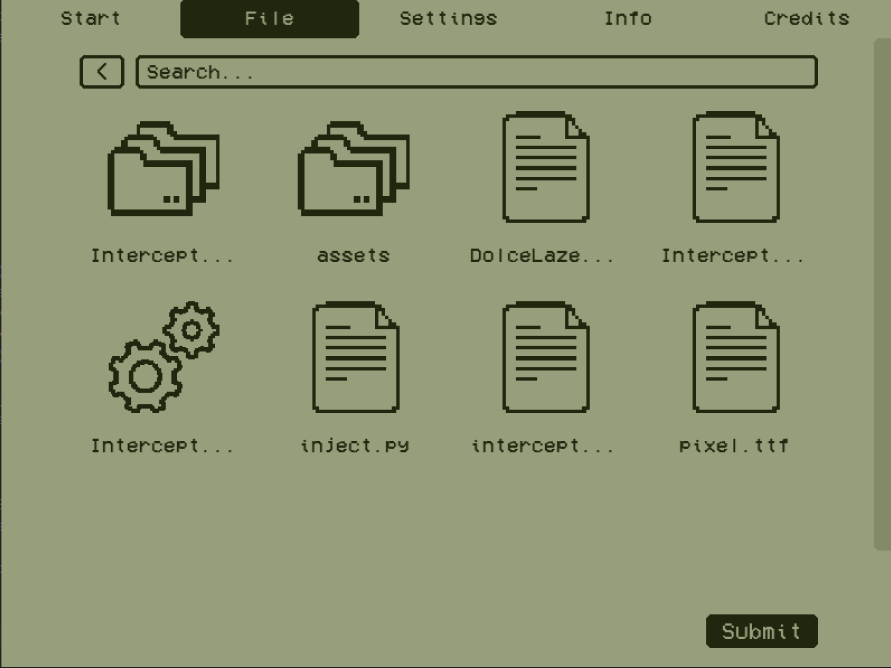 Start File Settings Info Credits
Search...
Intercept... assets DolceLaze... Intercept...
Intercept... inject.py intercept... pixel.ttf
Submit